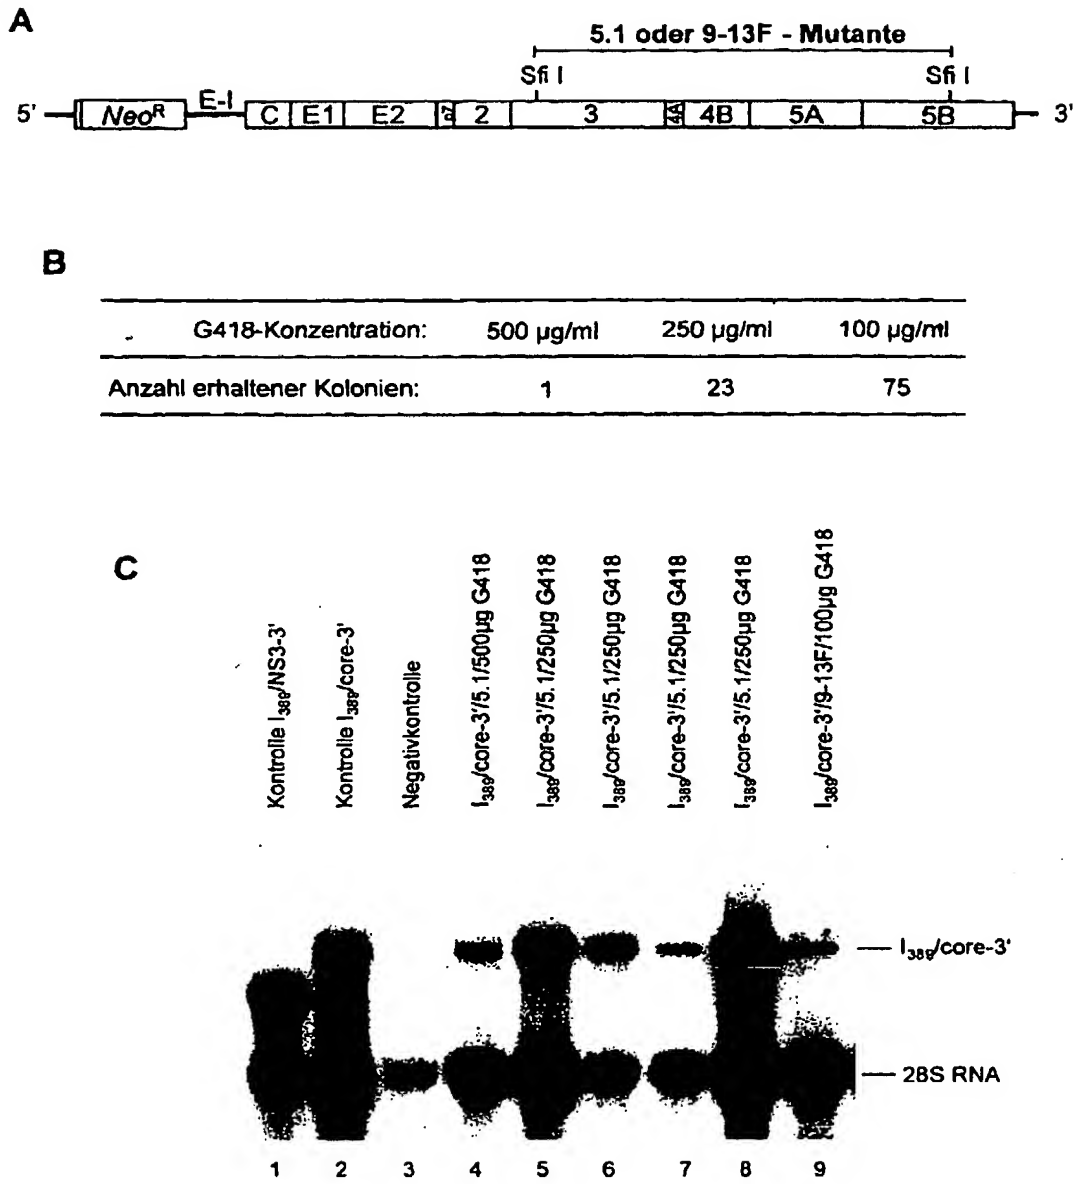 A
5.1 oder 9-13F - Mutante
Sfi I
Sfi I
5'
Neo^R
E-I
C
E1
E2
P7
2
3
4A
4B
5A
5B
3'
B
G418-Konzentration: 500 µg/ml 250 µg/ml 100 µg/ml
Anzahl erhaltener Kolonien: 1 23 75
C
Kontrolle I₃₈₉/NS3-3'
Kontrolle I₃₈₉/core-3'
Negativkontrolle
I₃₈₉/core-3'/5.1/500µg G418
I₃₈₉/core-3'/5.1/250µg G418
I₃₈₉/core-3'/5.1/250µg G418
I₃₈₉/core-3'/5.1/250µg G418
I₃₈₉/core-3'/5.1/250µg G418
I₃₈₉/core-3'/9-13F/100µg G418
I₃₈₉/core-3'
28S RNA
1 2 3 4 5 6 7 8 9